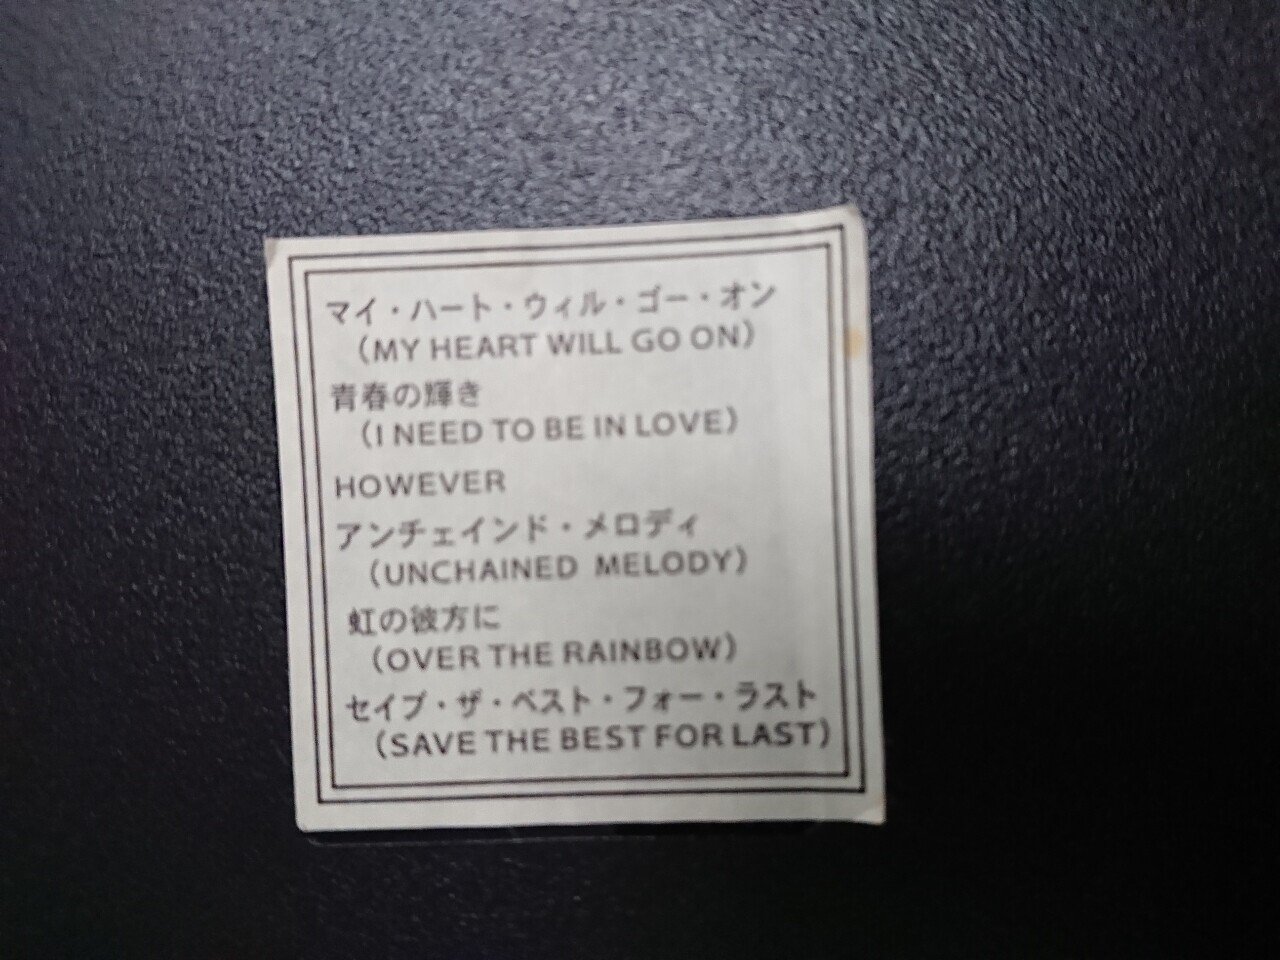 マイ・ハート・ウィル・ゴー・オン
(MY HEART WILL GO ON)
青春の輝き
(I NEED TO BE IN LOVE)
HOWEVER
アンチェインド・メロディ
(UNCHAINED MELODY)
虹の彼方に
(OVER THE RAINBOW)
セイブ・ザ・ベスト・フォー・ラスト
(SAVE THE BEST FOR LAST)